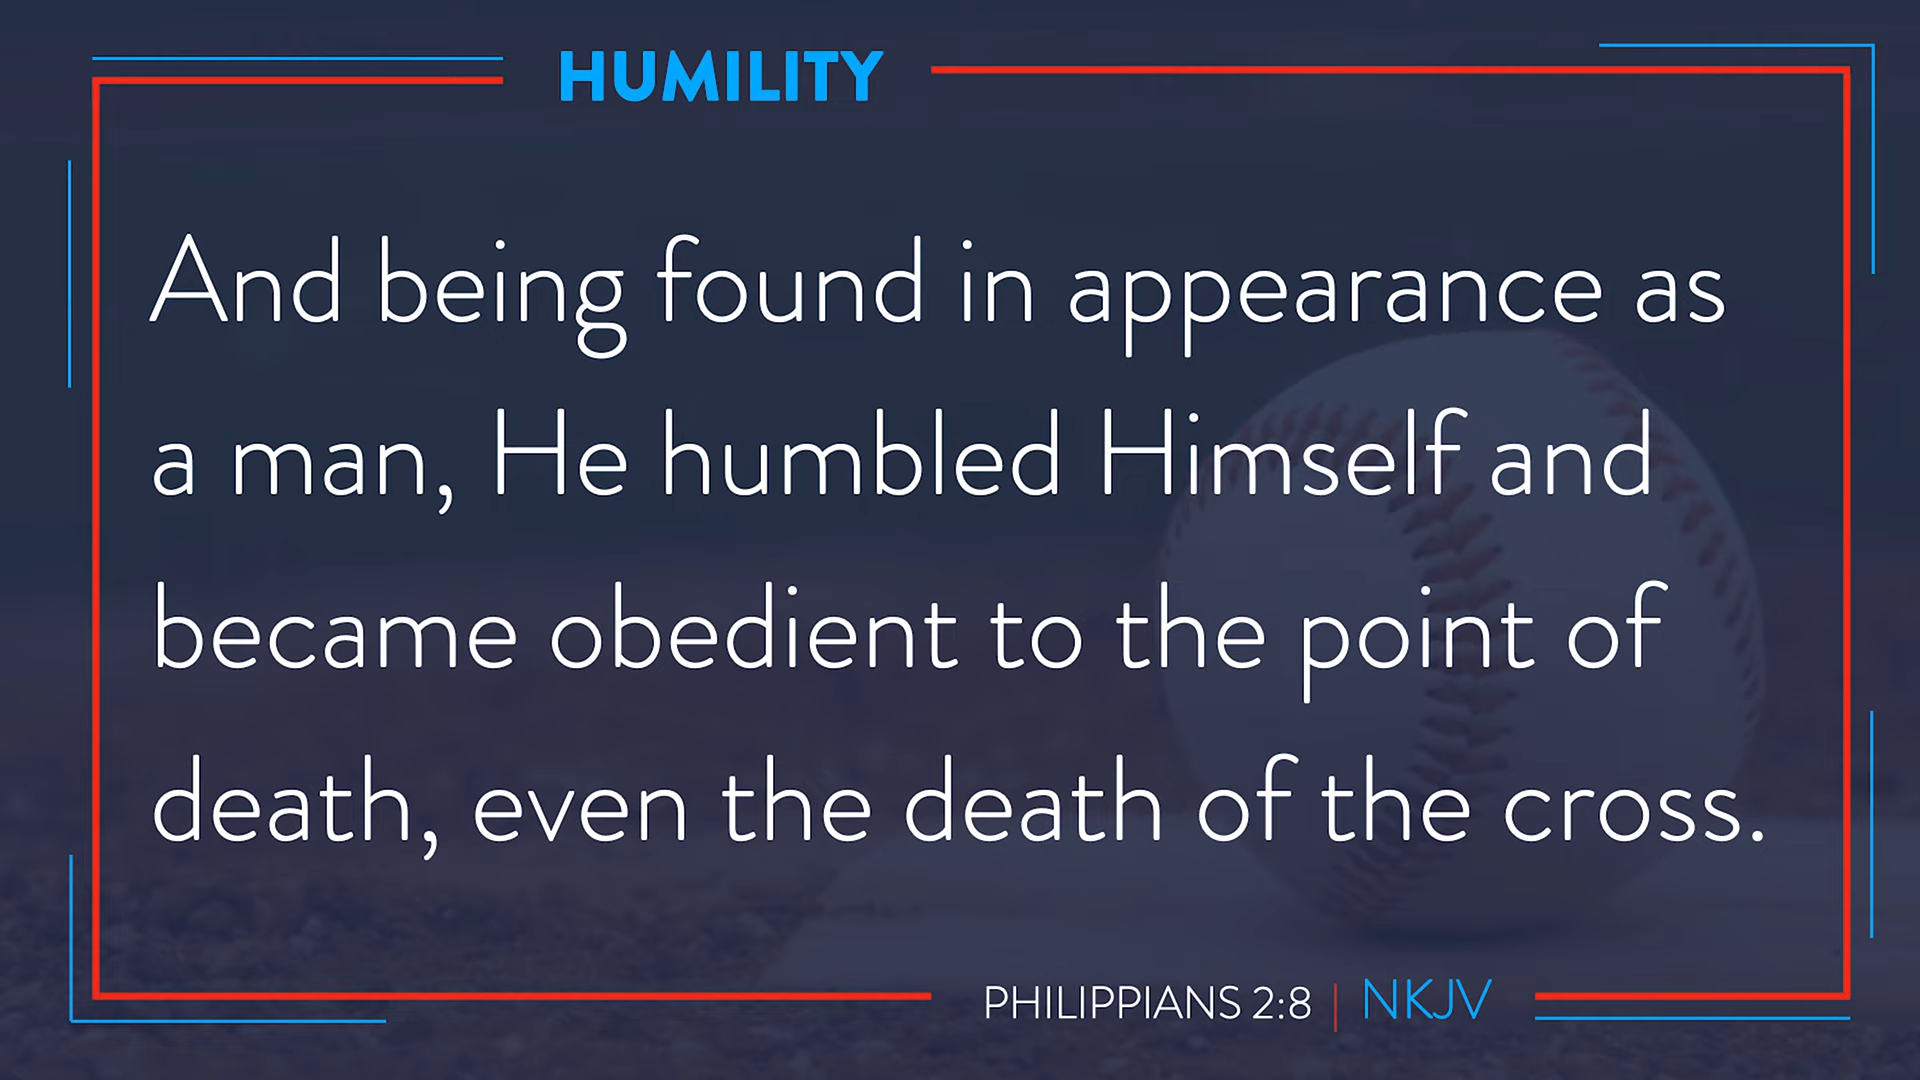 HUMILITY
And being found in appearance as
a man, He humbled Himself and
became obedient to the point of
death, even the death of the cross.
PHILIPPIANS 2:8 | NKJV